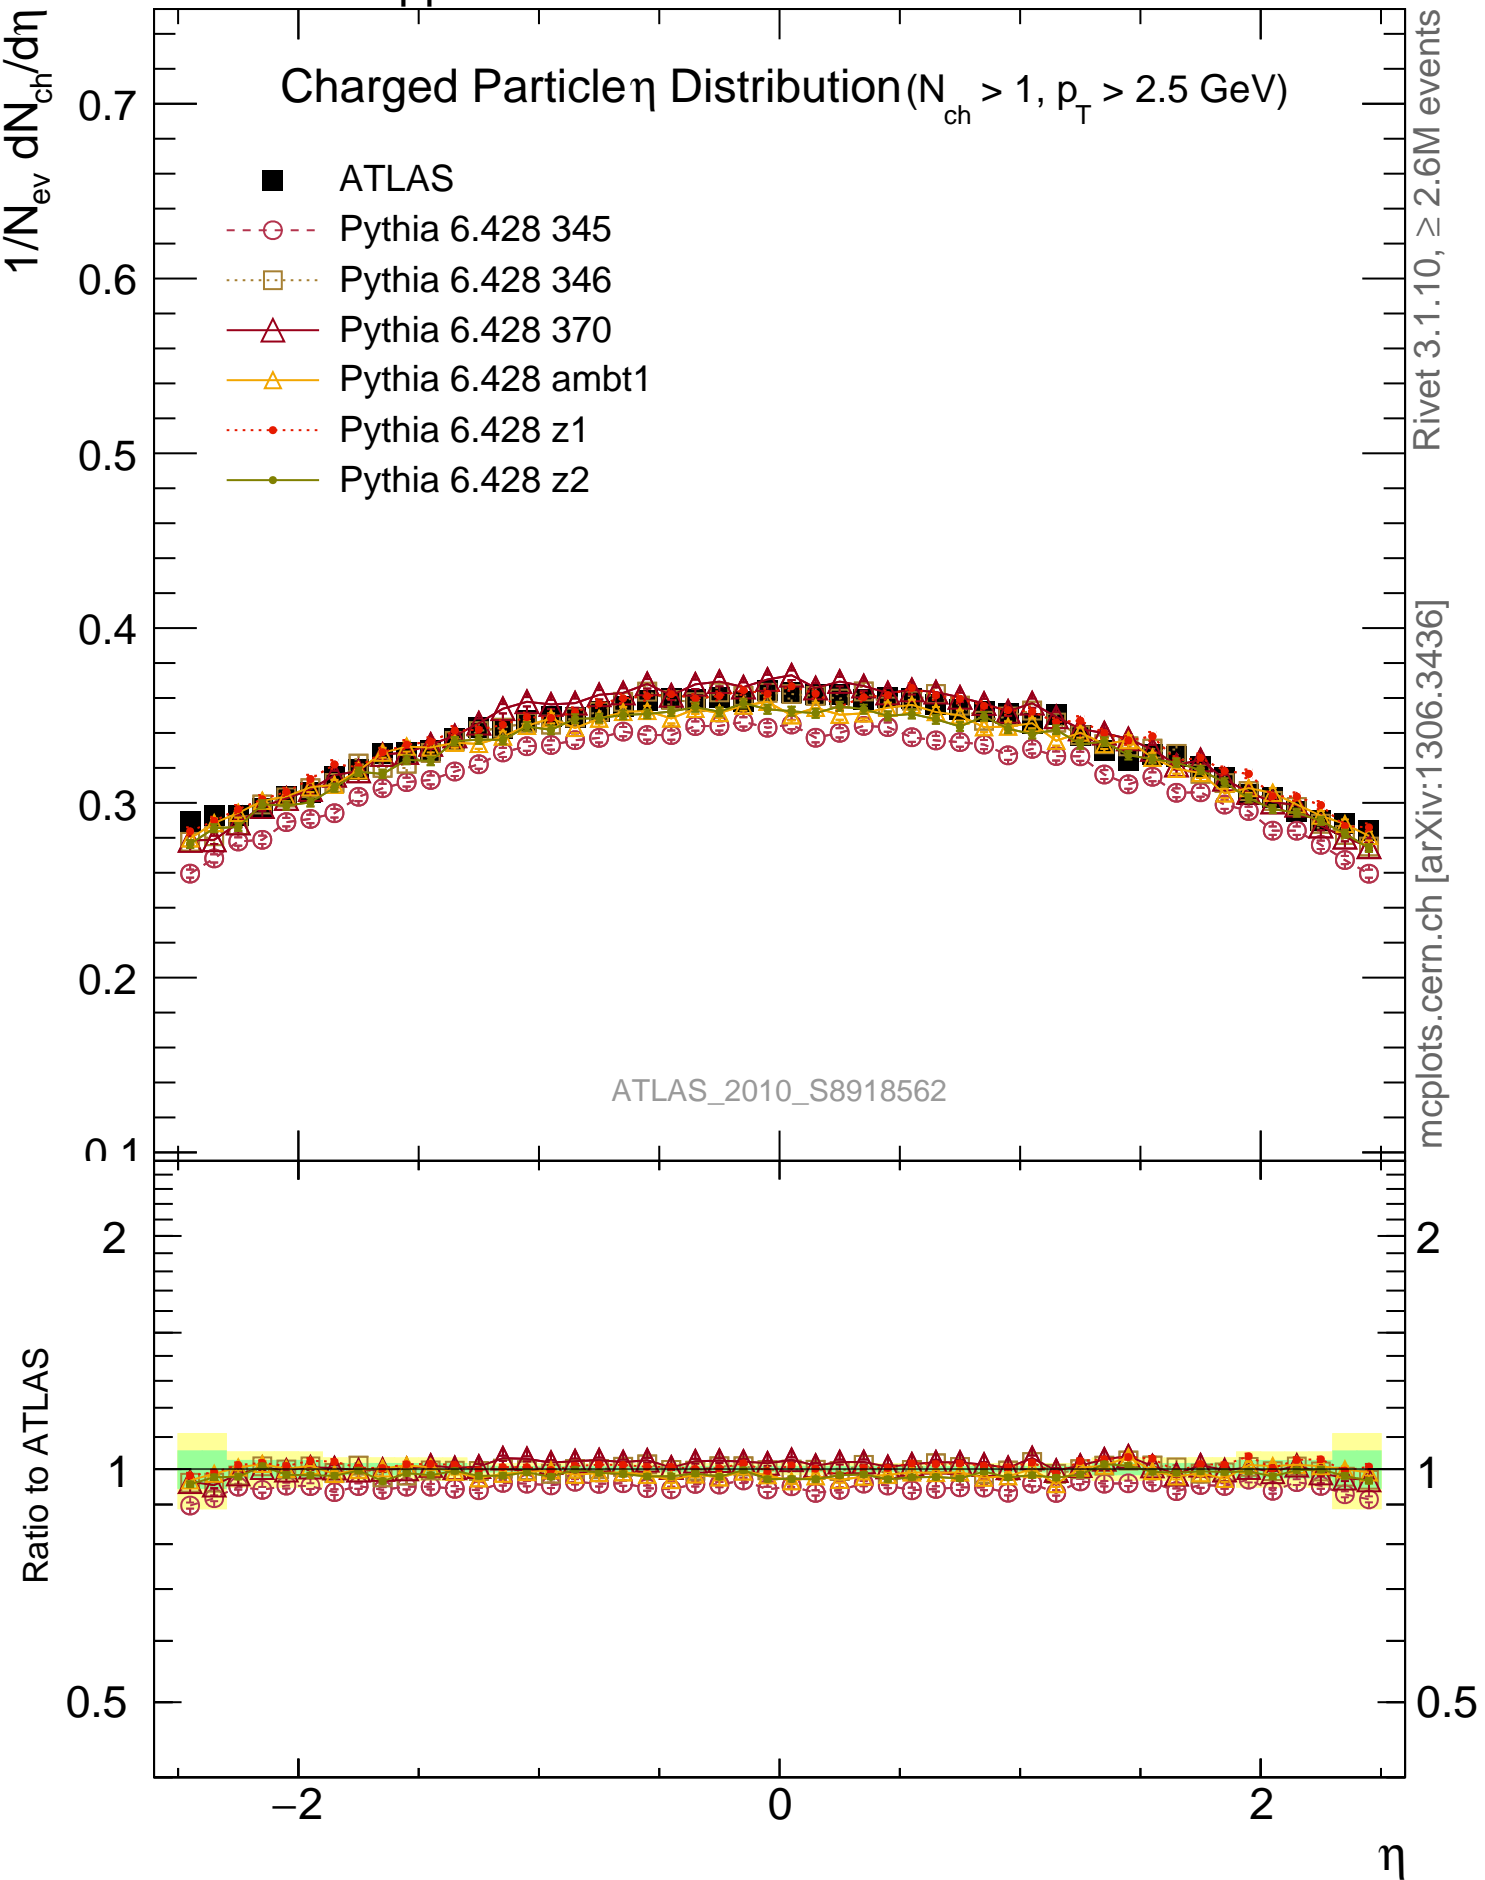 1/N_ev dN_ch/dη
Charged Particle η Distribution (N_ch > 1, p_T > 2.5 GeV)
ATLAS
Pythia 6.428 345
Pythia 6.428 346
Pythia 6.428 370
Pythia 6.428 ambt1
Pythia 6.428 z1
Pythia 6.428 z2
0.7
0.6
0.5
0.4
0.3
0.2
0.1
ATLAS_2010_S8918562
Rivet 3.1.10, ≥ 2.6M events
mcplots.cern.ch [arXiv:1306.3436]
Ratio to ATLAS
2
1
0.5
2
1
0.5
−2
0
2
η